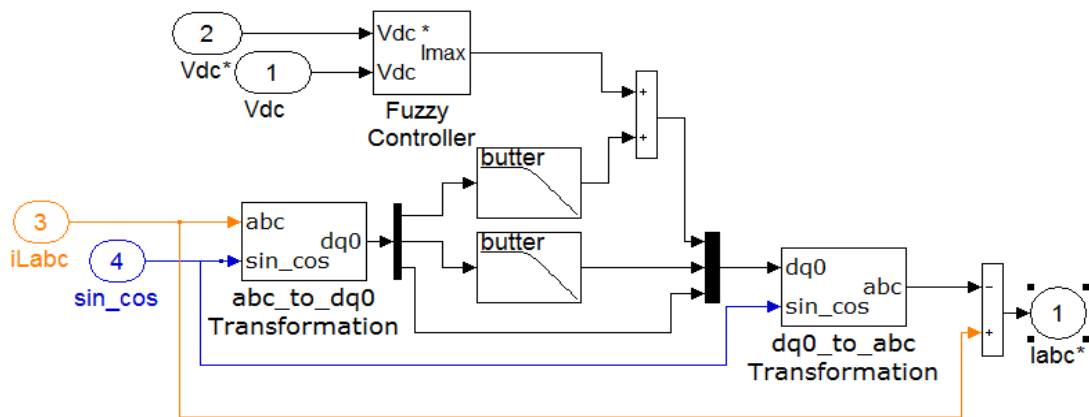 2
Vdc*
1
Vdc
Vdc *
Imax
Vdc
Fuzzy
Controller
+
+
butter
butter
3
iLabc
4
sin_cos
abc
dq0
sin_cos
abc_to_dq0
Transformation
dq0
abc
sin_cos
dq0_to_abc
Transformation
-
+
1
Iabc*